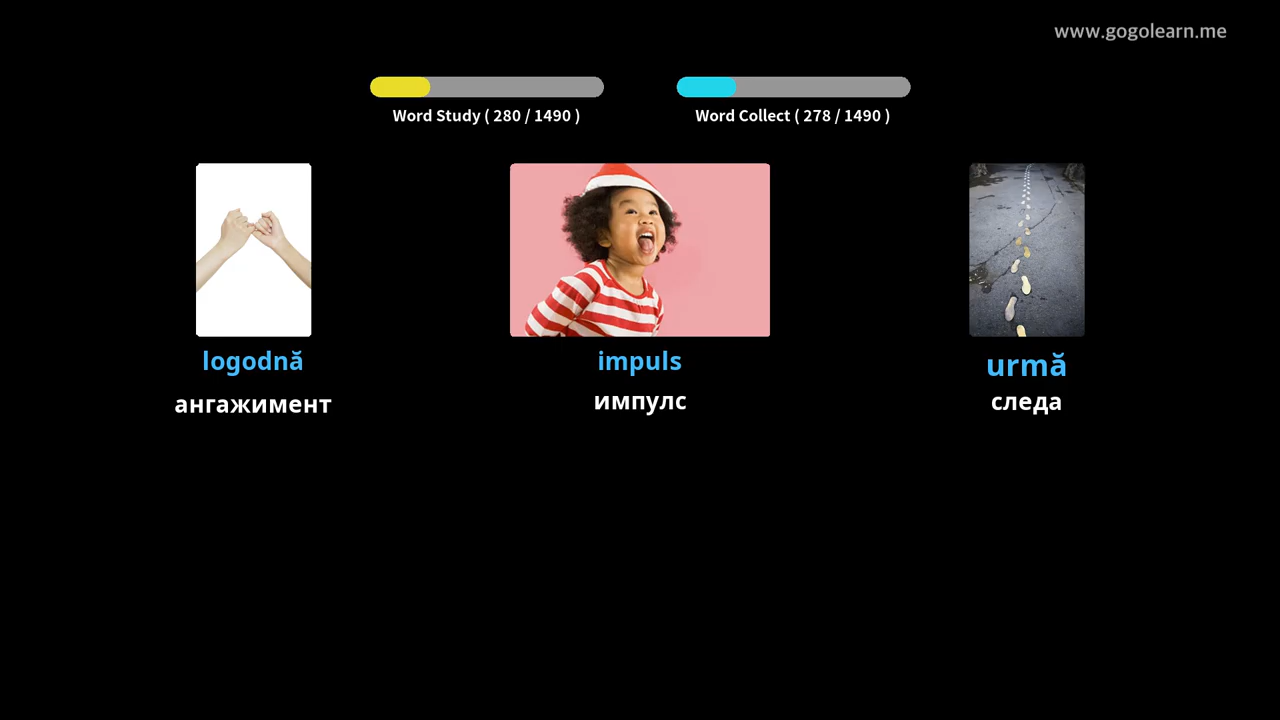 www.gogolearn.me
Word Study ( 280 / 1490 )
Word Collect ( 278 / 1490 )
logodnă
ангажимент
impuls
импулс
urmă
следа